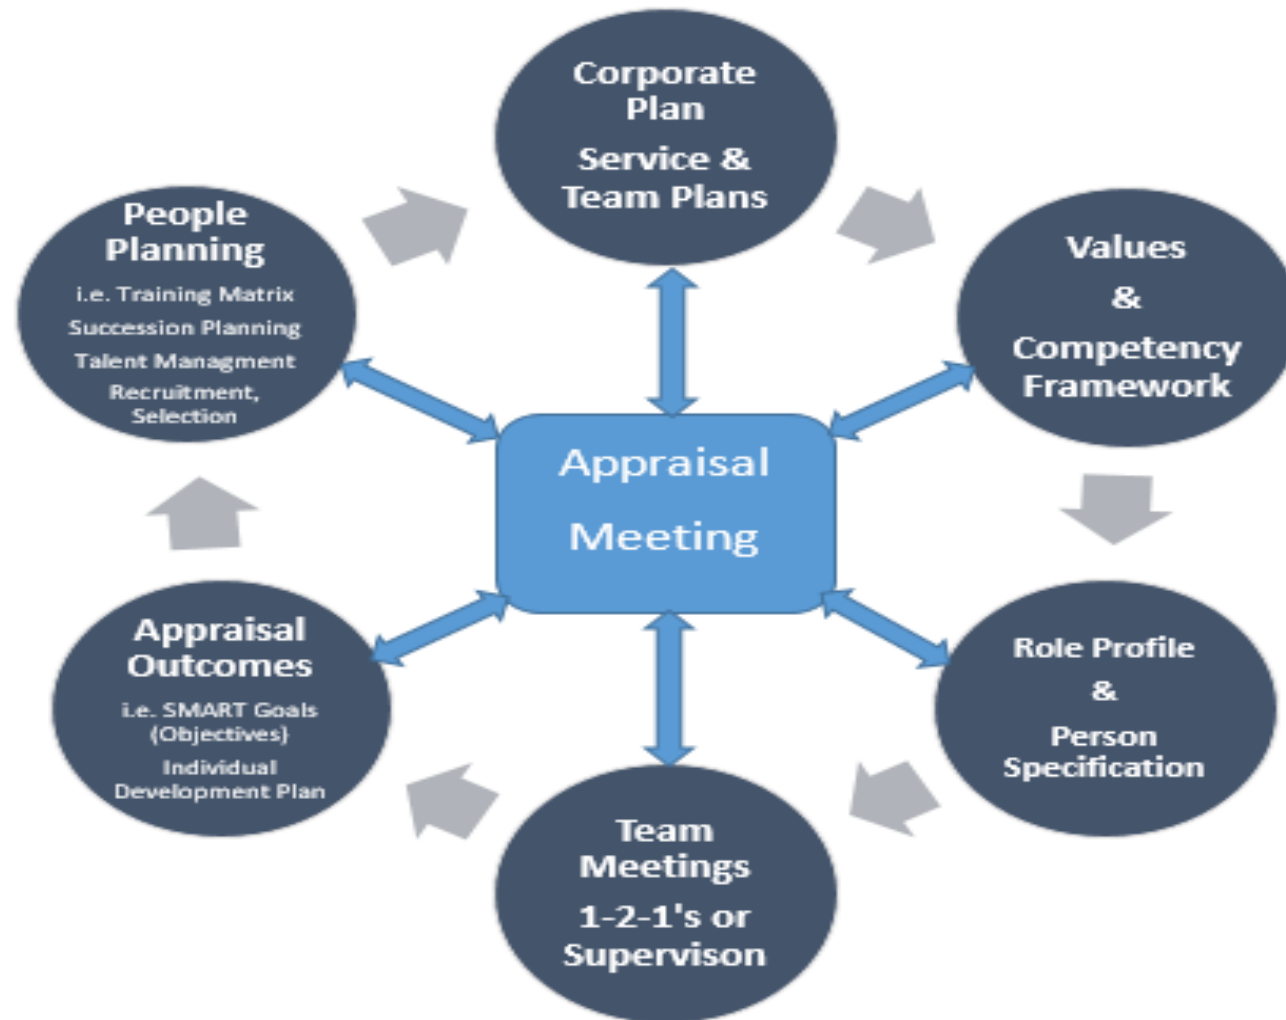 Corporate
Plan
Service &
Team Plans
Values
&
Competency
Framework
Role Profile
&
Person
Specification
Team
Meetings
1-2-1's or
Supervison
Appraisal
Outcomes
i.e. SMART Goals
(Objectives)
Individual
Development Plan
People
Planning
i.e. Training Matrix
Succession Planning
Talent Managment
Recruitment,
Selection
Appraisal
Meeting